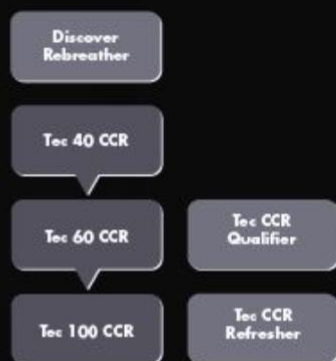 Discover
Rebreather
Tec 40 CCR
Tec 60 CCR
Tec CCR
Qualifier
Tec 100 CCR
Tec CCR
Refresher